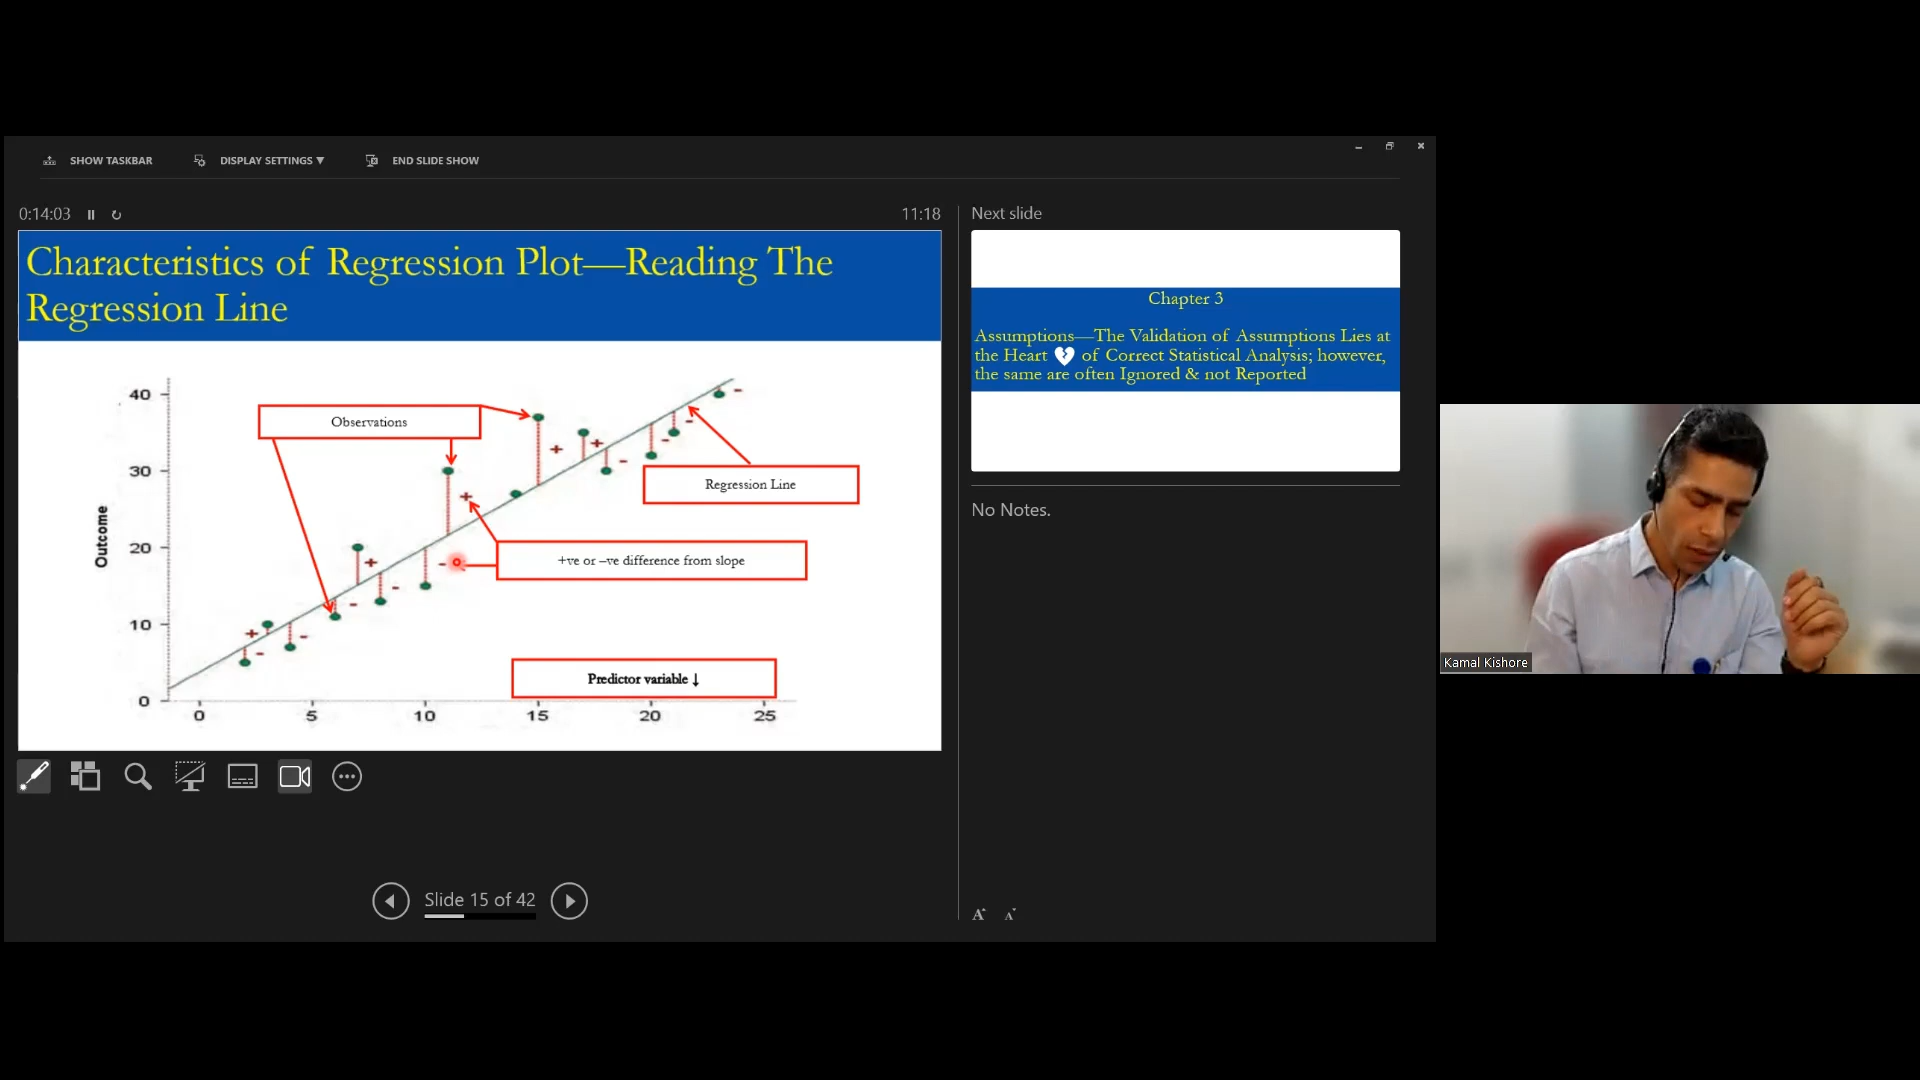 SHOW TASKBAR
DISPLAY SETTINGS ▼
END SLIDE SHOW
0:14:03
11:18
Next slide
Characteristics of Regression Plot—Reading The
Regression Line
40
30
20
10
0
Outcome
Observations
Regression Line
+ve or –ve difference from slope
Predictor variable ↓
0 5 10 15 20 25
Chapter 3
Assumptions—The Validation of Assumptions Lies at
the Heart 💔 of Correct Statistical Analysis; however,
the same are often Ignored & not Reported
No Notes.
Kamal Kishore
Slide 15 of 42
A A